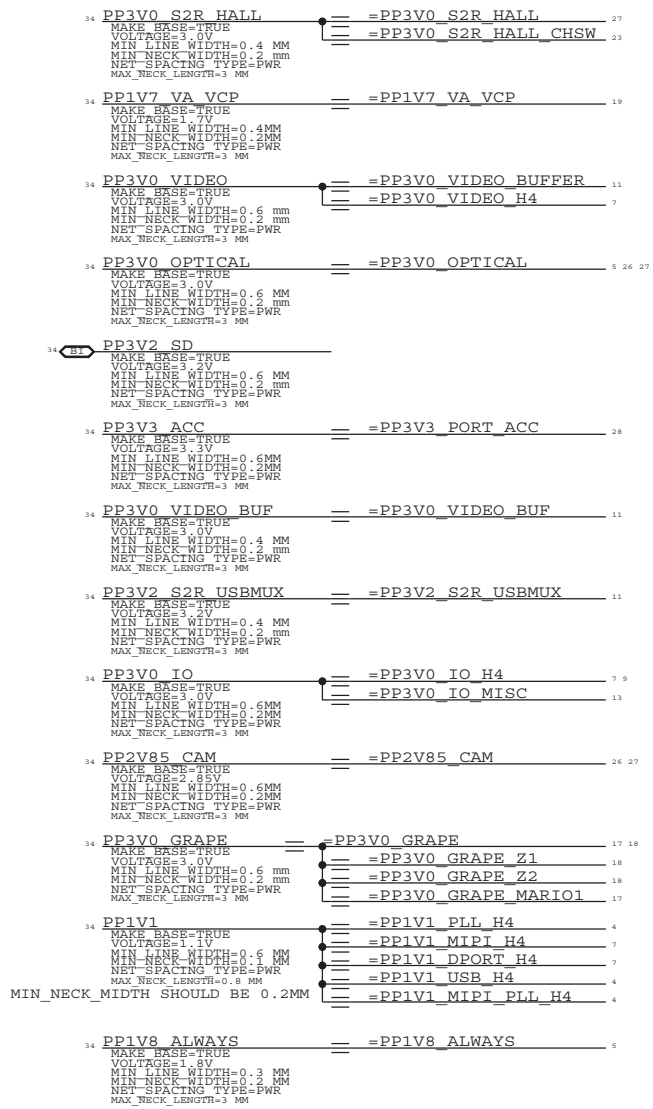 34 PP3V0_S2R_HALL =PP3V0_S2R_HALL 27
MAKE_BASE=TRUE =PP3V0_S2R_HALL_CHSW 23
VOLTAGE=3.0V
MIN_LINE_WIDTH=0.4 MM
MIN_NECK_WIDTH=0.2 mm
NET_SPACING_TYPE=PWR
MAX_NECK_LENGTH=3 MM
34 PP1V7_VA_VCP =PP1V7_VA_VCP 19
MAKE_BASE=TRUE
VOLTAGE=1.7V
MIN_LINE_WIDTH=0.4MM
MIN_NECK_WIDTH=0.2MM
NET_SPACING_TYPE=PWR
MAX_NECK_LENGTH=3 MM
34 PP3V0_VIDEO =PP3V0_VIDEO_BUFFER 11
MAKE_BASE=TRUE =PP3V0_VIDEO_H4 7
VOLTAGE=3.0V
MIN_LINE_WIDTH=0.6 mm
MIN_NECK_WIDTH=0.2 mm
NET_SPACING_TYPE=PWR
MAX_NECK_LENGTH=3 MM
34 PP3V0_OPTICAL =PP3V0_OPTICAL 5 26 27
MAKE_BASE=TRUE
VOLTAGE=3.0V
MIN_LINE_WIDTH=0.6 MM
MIN_NECK_WIDTH=0.2 mm
NET_SPACING_TYPE=PWR
MAX_NECK_LENGTH=3 MM
34 BI PP3V2_SD
MAKE_BASE=TRUE
VOLTAGE=3.2V
MIN_LINE_WIDTH=0.6 MM
MIN_NECK_WIDTH=0.2 mm
NET_SPACING_TYPE=PWR
MAX_NECK_LENGTH=3 MM
34 PP3V3_ACC =PP3V3_PORT_ACC 28
MAKE_BASE=TRUE
VOLTAGE=3.3V
MIN_LINE_WIDTH=0.6MM
MIN_NECK_WIDTH=0.2MM
NET_SPACING_TYPE=PWR
MAX_NECK_LENGTH=3 MM
34 PP3V0_VIDEO_BUF =PP3V0_VIDEO_BUF 11
MAKE_BASE=TRUE
VOLTAGE=3.0V
MIN_LINE_WIDTH=0.4 MM
MIN_NECK_WIDTH=0.2 mm
NET_SPACING_TYPE=PWR
MAX_NECK_LENGTH=3 MM
34 PP3V2_S2R_USBMUX =PP3V2_S2R_USBMUX 11
MAKE_BASE=TRUE
VOLTAGE=3.2V
MIN_LINE_WIDTH=0.4 MM
MIN_NECK_WIDTH=0.2 mm
NET_SPACING_TYPE=PWR
MAX_NECK_LENGTH=3 MM
34 PP3V0_IO =PP3V0_IO_H4 7 9
MAKE_BASE=TRUE =PP3V0_IO_MISC 13
VOLTAGE=3.0V
MIN_LINE_WIDTH=0.6MM
MIN_NECK_WIDTH=0.2MM
NET_SPACING_TYPE=PWR
MAX_NECK_LENGTH=3 MM
34 PP2V85_CAM =PP2V85_CAM 26 27
MAKE_BASE=TRUE
VOLTAGE=2.85V
MIN_LINE_WIDTH=0.6MM
MIN_NECK_WIDTH=0.2MM
NET_SPACING_TYPE=PWR
MAX_NECK_LENGTH=3 MM
34 PP3V0_GRAPE =PP3V0_GRAPE 17 18
MAKE_BASE=TRUE =PP3V0_GRAPE_Z1 18
VOLTAGE=3.0V
MIN_LINE_WIDTH=0.6 mm =PP3V0_GRAPE_Z2 18
MIN_NECK_WIDTH=0.2 mm
NET_SPACING_TYPE=PWR =PP3V0_GRAPE_MARIO1 17
MAX_NECK_LENGTH=3 MM
34 PP1V1 =PP1V1_PLL_H4 4
MAKE_BASE=TRUE =PP1V1_MIPI_H4 7
VOLTAGE=1.1V
MIN_LINE_WIDTH=0.6 MM =PP1V1_DPORT_H4 7
MIN_NECK_WIDTH=0.1 MM
NET_SPACING_TYPE=PWR =PP1V1_USB_H4 4
MAX_NECK_LENGTH=0.8 MM
MIN_NECK_MIDTH SHOULD BE 0.2MM =PP1V1_MIPI_PLL_H4 4
34 PP1V8_ALWAYS =PP1V8_ALWAYS 5
MAKE_BASE=TRUE
VOLTAGE=1.8V
MIN_LINE_WIDTH=0.3 MM
MIN_NECK_WIDTH=0.2 MM
NET_SPACING_TYPE=PWR
MAX_NECK_LENGTH=3 MM